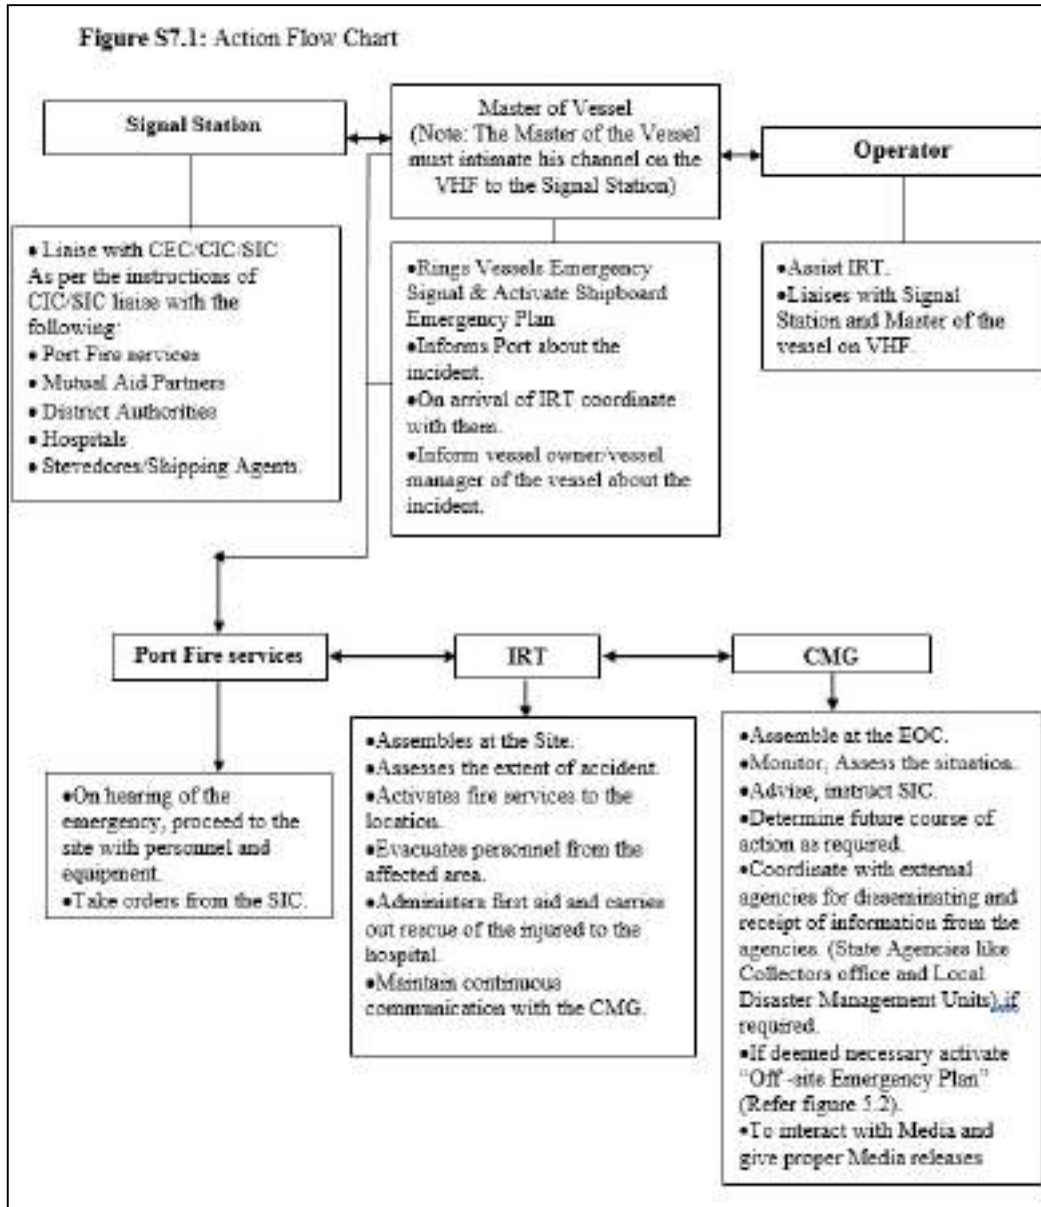 Figure S7.1: Action Flow Chart
Signal Station
Master of Vessel
(Note: The Master of the Vessel
must intimate his channel on the
VHF to the Signal Station)
Operator
● Liaise with CEC/CIC/SIC
As per the instructions of
CIC/SIC liaise with the
following:
● Port Fire services
● Mutual Aid Partners
● District Authorities
● Hospitals
● Stevedores/Shipping Agents.
●Rings Vessels Emergency
Signal & Activate Shipboard
Emergency Plan
●Informs Port about the
incident.
●On arrival of IRT coordinate
with them.
●Inform vessel owner/vessel
manager of the vessel about the
incident.
●Assist IRT.
●Liaises with Signal
Station and Master of the
vessel on VHF.
Port Fire services
IRT
CMG
●On hearing of the
emergency, proceed to the
site with personnel and
equipment.
●Take orders from the SIC.
●Assembles at the Site.
●Assesses the extent of accident.
●Activates fire services to the
location.
●Evacuates personnel from the
affected area.
●Administers first aid and carries
out rescue of the injured to the
hospital.
●Maintain continuous
communication with the CMG.
●Assemble at the EOC.
●Monitor, Assess the situation.
●Advise, instruct SIC.
●Determine future course of
action as required.
●Coordinate with external
agencies for disseminating and
receipt of information from the
agencies. (State Agencies like
Collectors office and Local
Disaster Management Units),if
required.
●If deemed necessary activate
“Off -site Emergency Plan”
(Refer figure 5.2).
●To interact with Media and
give proper Media releases